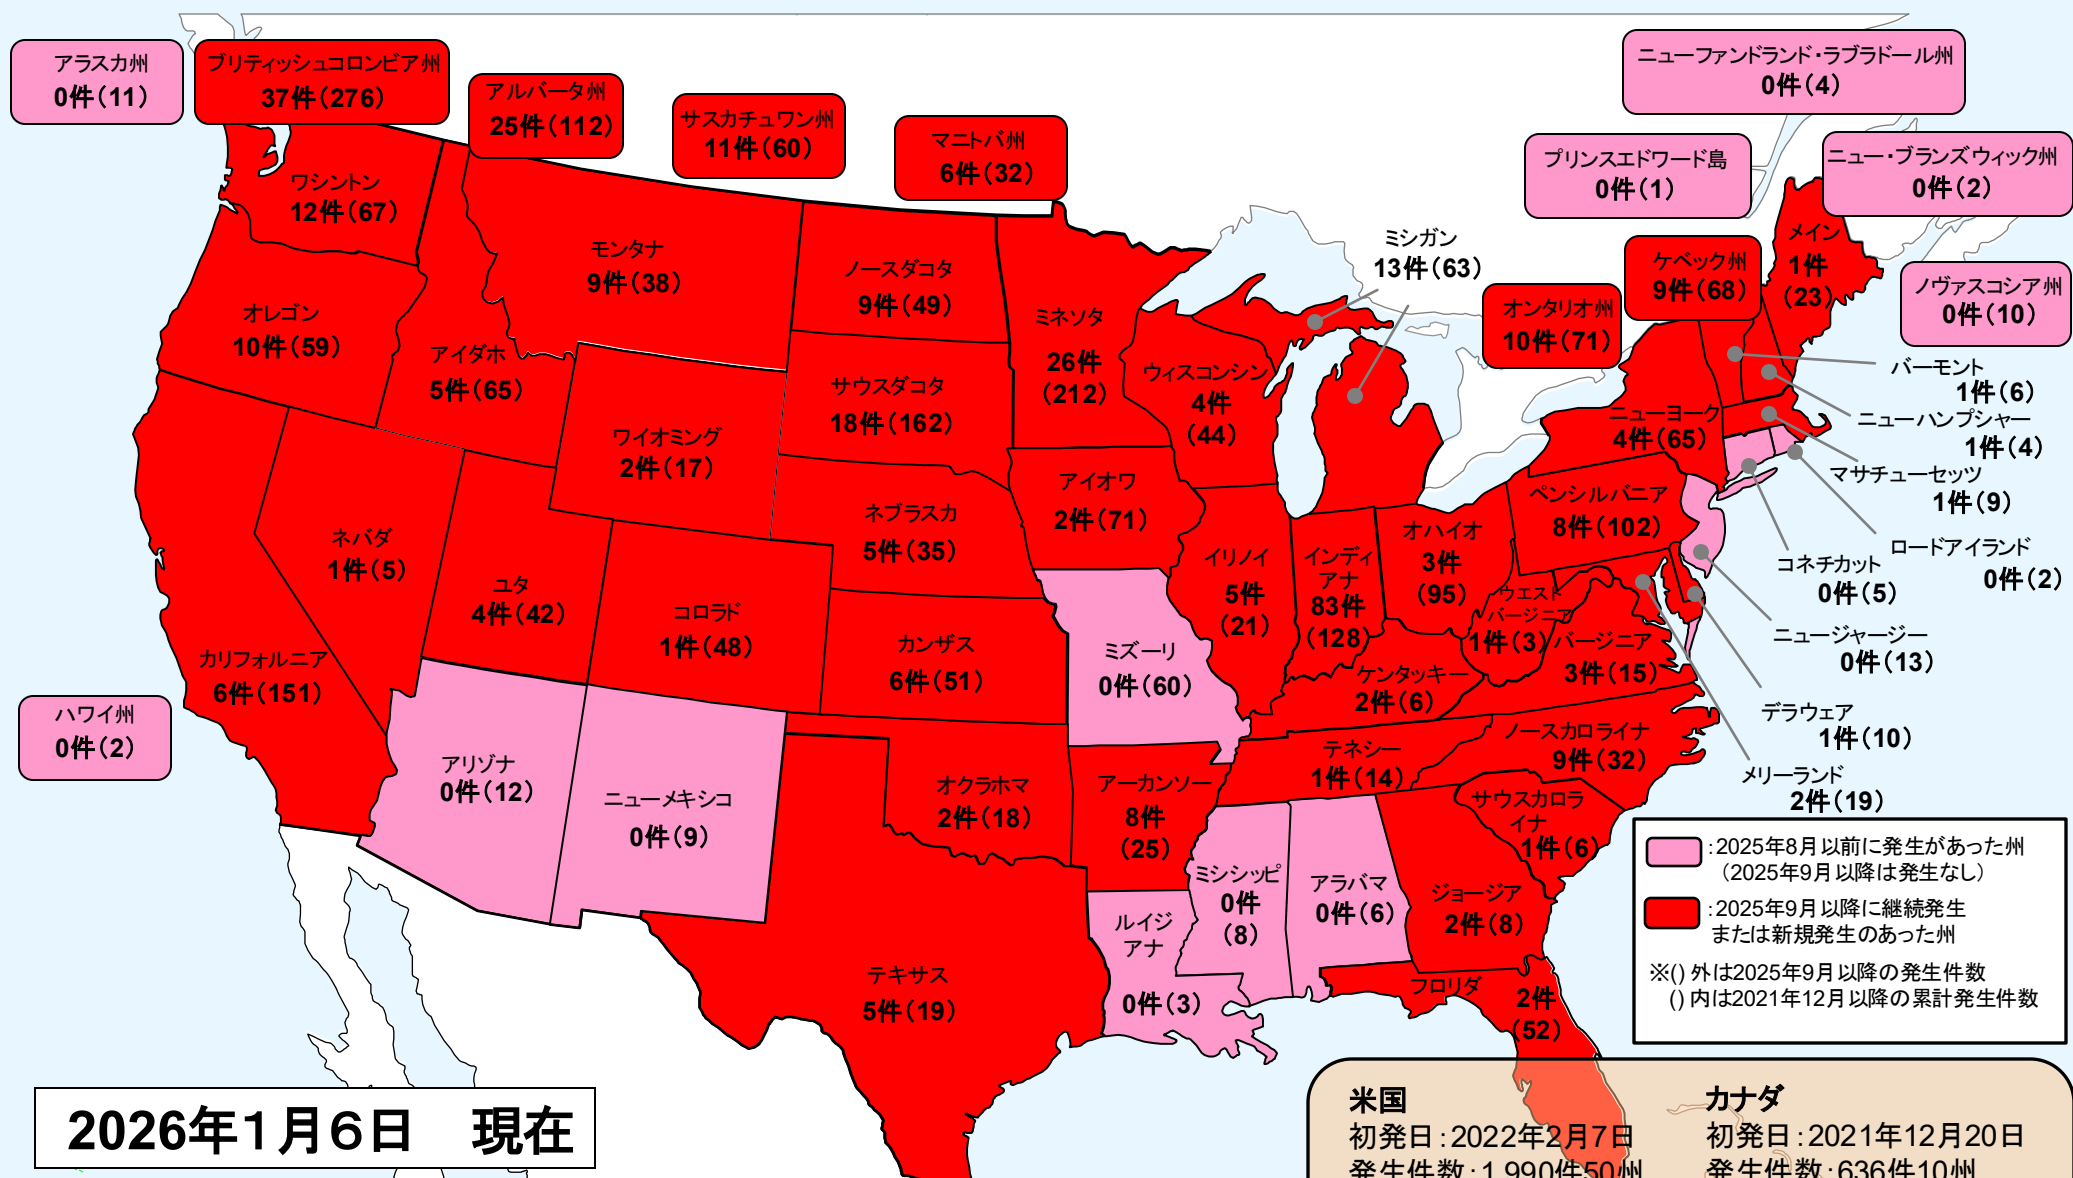 アラスカ州
0件（11）
ブリティッシュコロンビア州
37件（276）
アルバータ州
25件（112）
サスカチュワン州
11件（60）
マニトバ州
6件（32）
ニューファンドランド・ラブラドール州
0件（4）
プリンスエドワード島
0件（1）
ニュー・ブランズウィック州
0件（2）
ケベック州
9件（68）
ノヴァスコシア州
0件（10）
オンタリオ州
10件（71）
ワシントン
12件（67）
モンタナ
9件（38）
ノースダコタ
9件（49）
ミネソタ
26件
（212）
ミシガン
13件（63）
メイン
1件
（23）
オレゴン
10件（59）
アイダホ
5件（65）
サウスダコタ
18件（162）
ウィスコンシン
4件
（44）
ニューヨーク
4件（65）
バーモント
1件（6）
ニューハンプシャー
1件（4）
マサチューセッツ
1件（9）
ロードアイランド
0件（2）
コネチカット
0件（5）
ニュージャージー
0件（13）
デラウェア
1件（10）
メリーランド
2件（19）
ワイオミング
2件（17）
アイオワ
2件（71）
ネブラスカ
5件（35）
ペンシルバニア
8件（102）
ネバダ
1件（5）
ユタ
4件（42）
コロラド
1件（48）
カンザス
6件（51）
ミズーリ
0件（60）
イリノイ
5件
（21）
インディ
アナ
83件
（128）
オハイオ
3件
（95）
ウェスト
バージニア
1件（3）
バージニア
3件（15）
ケンタッキー
2件（6）
カリフォルニア
6件（151）
ハワイ州
0件（2）
アリゾナ
0件（12）
ニューメキシコ
0件（9）
オクラホマ
2件（18）
アーカンソー
8件
（25）
テネシー
1件（14）
ノースカロライナ
9件（32）
サウスカロラ
イナ
1件（6）
ミシシッピ
0件
（8）
アラバマ
0件（6）
ジョージア
2件（8）
ルイジ
アナ
0件（3）
テキサス
5件（19）
フロリダ
2件
（52）
：2025年8月以前に発生があった州
（2025年9月以降は発生なし）
：2025年9月以降に継続発生
または新規発生のあった州
※()外は2025年9月以降の発生件数
()内は2021年12月以降の累計発生件数
2026年１月６日　現在
米国
初発日：2022年2月7日
発生件数：1,990件50州
カナダ
初発日：2021年12月20日
発生件数：636件10州